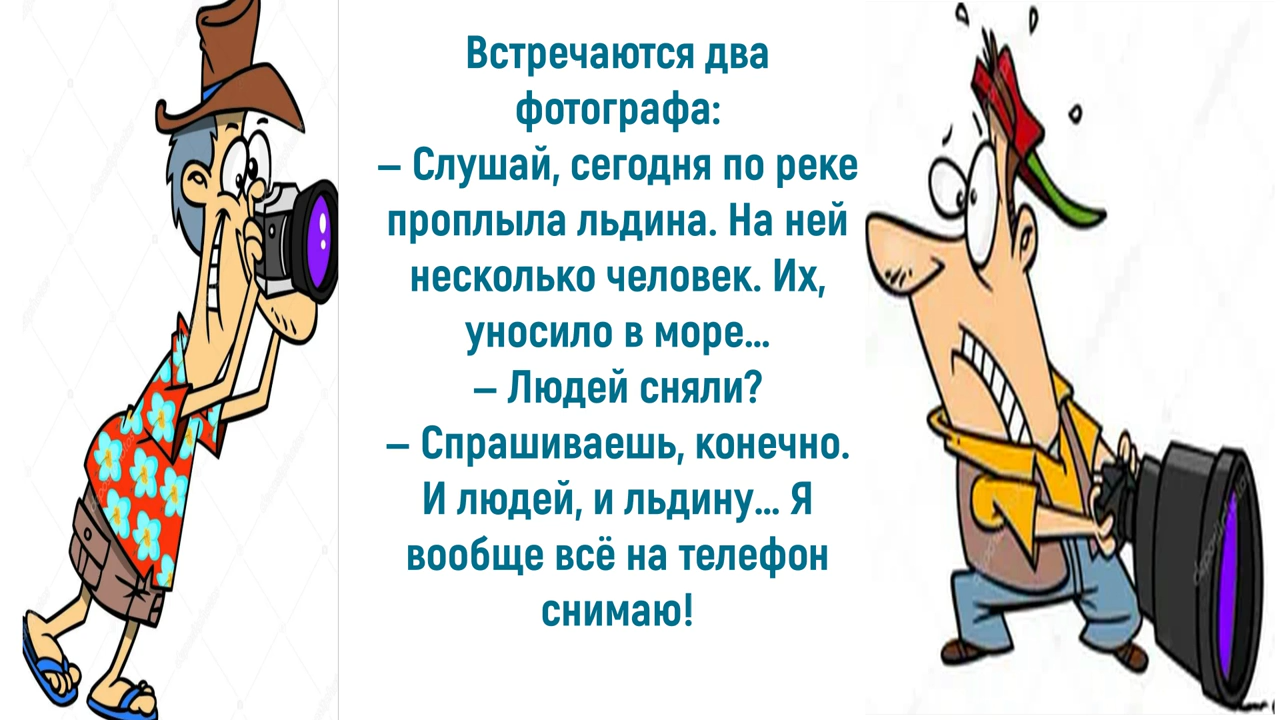 Встречаются два
фотографа:
– Слушай, сегодня по реке
проплыла льдина. На ней
несколько человек. Их,
уносило в море...
– Людей сняли?
– Спрашиваешь, конечно.
И людей, и льдину... Я
вообще всё на телефон
снимаю!